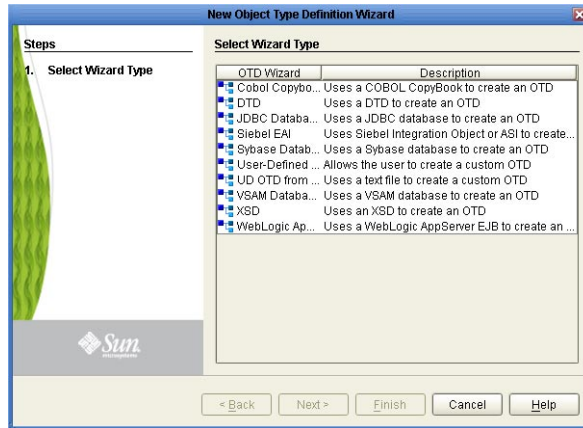 New Object Type Definition Wizard
Steps
1. Select Wizard Type
Select Wizard Type
OTD Wizard Description
Cobol Copybo... Uses a COBOL CopyBook to create an OTD
DTD Uses a DTD to create an OTD
JDBC Databa... Uses a JDBC database to create an OTD
Siebel EAI Uses Siebel Integration Object or ASI to create...
Sybase Datab... Uses a Sybase database to create an OTD
User-Defined ... Allows the user to create a custom OTD
UD OTD from ... Uses a text file to create a custom OTD
VSAM Databa... Uses a VSAM database to create an OTD
XSD Uses an XSD to create an OTD
WebLogic Ap... Uses a WebLogic AppServer EJB to create an ...
Sun
microsystems
< Back Next > Finish Cancel Help